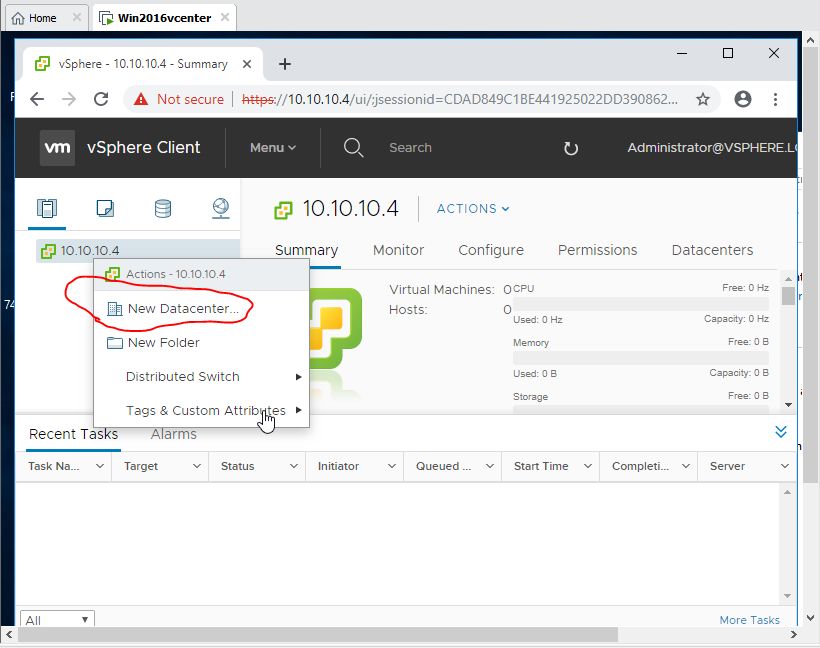 Home
Win2016vcenter
vSphere - 10.10.10.4 - Summary
Not secure
https://10.10.10.4/ui/;jsessionid=CDAD849C1BE441925022DD390862...
vm
vSphere Client
Menu
Search
Administrator@VSPHERE.LO
10.10.10.4
ACTIONS
10.10.10.4
Summary
Monitor
Configure
Permissions
Datacenters
Actions - 10.10.10.4
New Datacenter...
New Folder
Distributed Switch
Tags & Custom Attributes
Virtual Machines: 0
Hosts: 0
CPU
Free: 0 Hz
Used: 0 Hz
Capacity: 0 Hz
Memory
Free: 0 B
Used: 0 B
Capacity: 0 B
Storage
Free: 0 B
74
Recent Tasks
Alarms
Task Na...
Target
Status
Initiator
Queued ...
Start Time
Completi...
Server
All
More Tasks